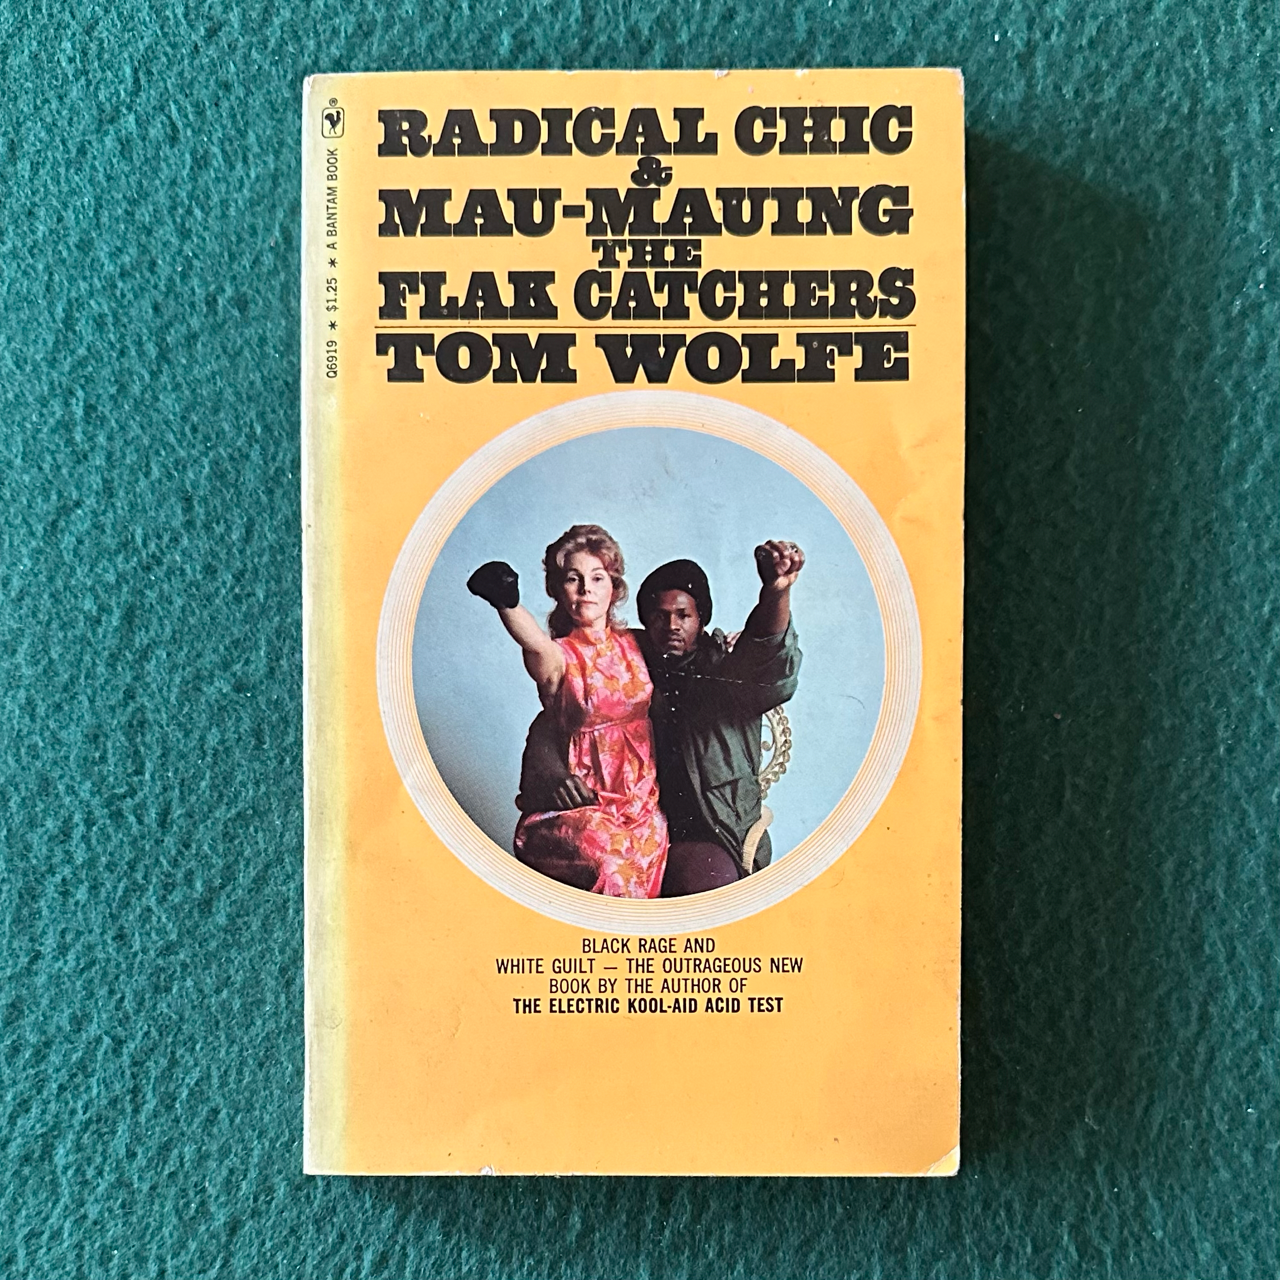 RADICAL CHIC
&
MAU-MAUING
THE
FLAK CATCHERS
TOM WOLFE
BLACK RAGE AND
WHITE GUILT — THE OUTRAGEOUS NEW
BOOK BY THE AUTHOR OF
THE ELECTRIC KOOL-AID ACID TEST
Q6919 * $1.25 * A BANTAM BOOK ®